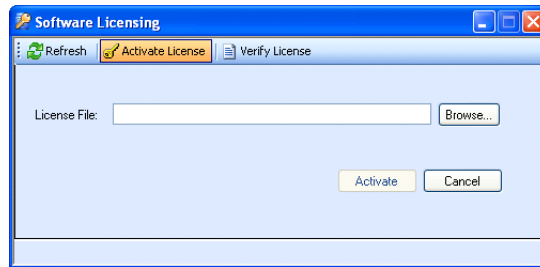 Software Licensing
Refresh Activate License Verify License
License File: Browse...
Activate Cancel